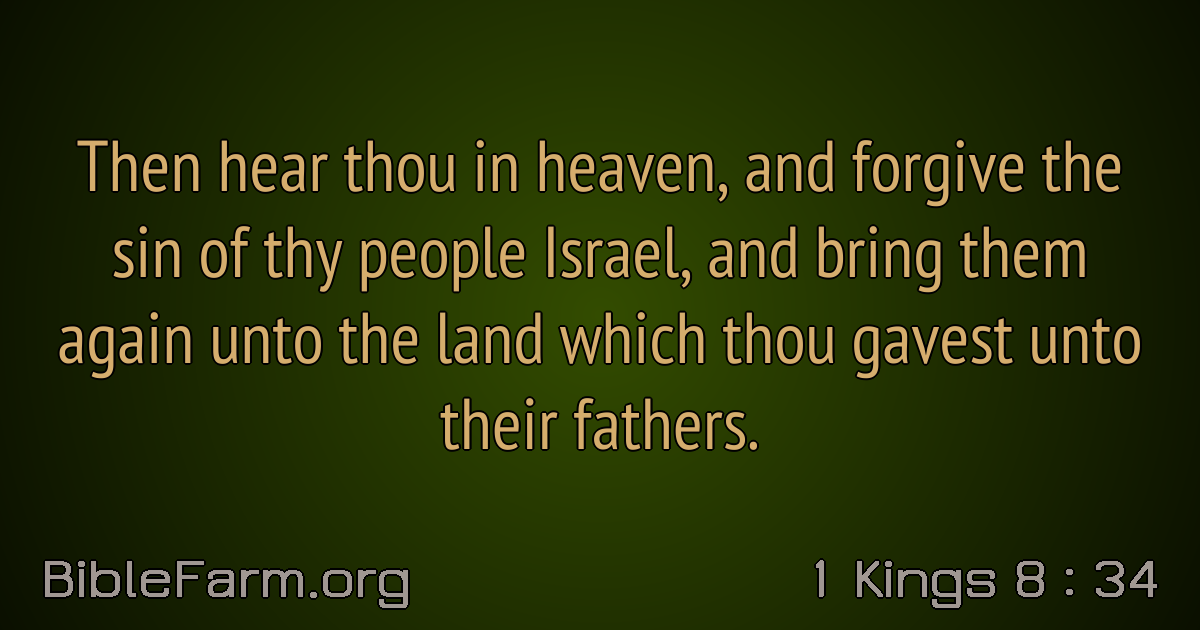 Then hear thou in heaven, and forgive the
sin of thy people Israel, and bring them
again unto the land which thou gavest unto
their fathers.
BibleFarm.org
1 Kings 8 : 34